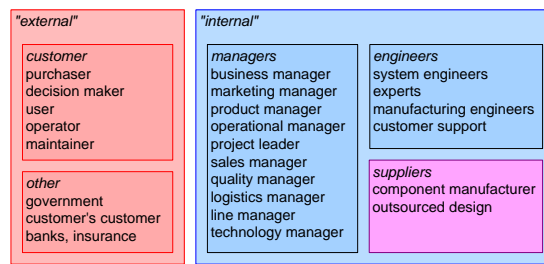 "external"
customer
purchaser
decision maker
user
operator
maintainer
other
government
customer's customer
banks, insurance
"internal"
managers
business manager
marketing manager
product manager
operational manager
project leader
sales manager
quality manager
logistics manager
line manager
technology manager
engineers
system engineers
experts
manufacturing engineers
customer support
suppliers
component manufacturer
outsourced design